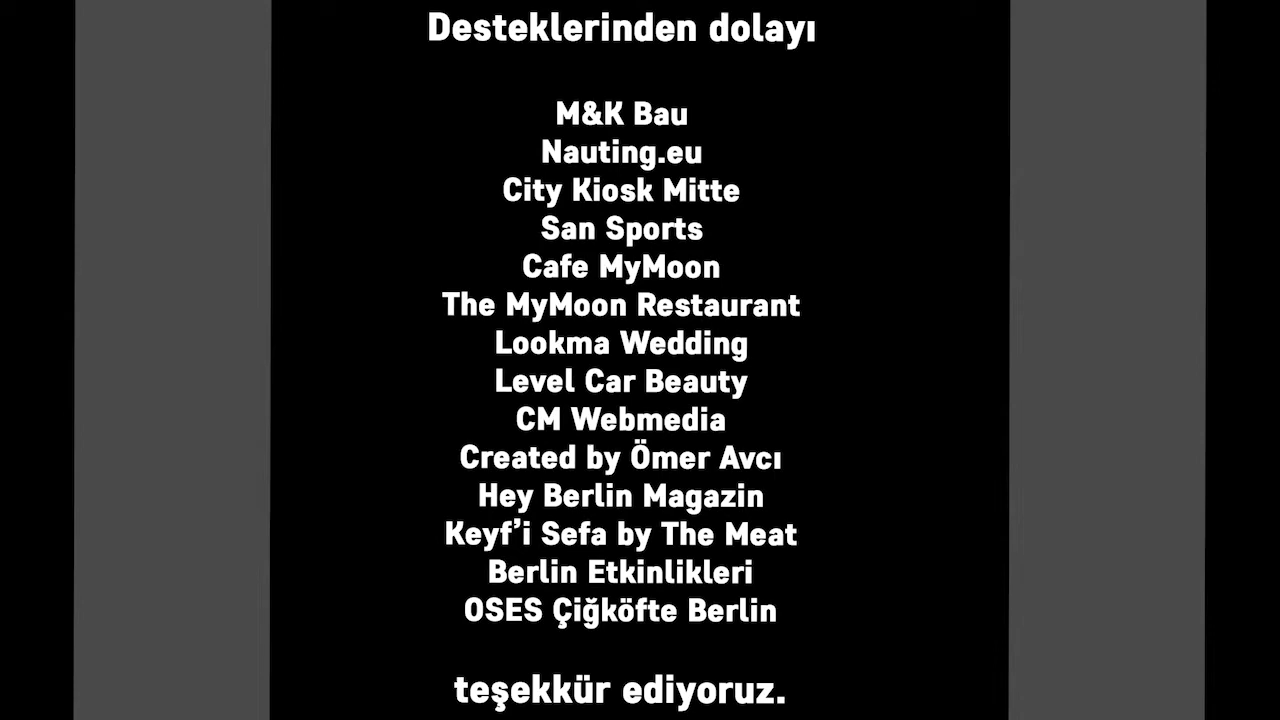 Desteklerinden dolayı
M&K Bau
Nauting.eu
City Kiosk Mitte
San Sports
Cafe MyMoon
The MyMoon Restaurant
Lookma Wedding
Level Car Beauty
CM Webmedia
Created by Ömer Avcı
Hey Berlin Magazin
Keyf’i Sefa by The Meat
Berlin Etkinlikleri
OSES Çiğköfte Berlin
teşekkür ediyoruz.